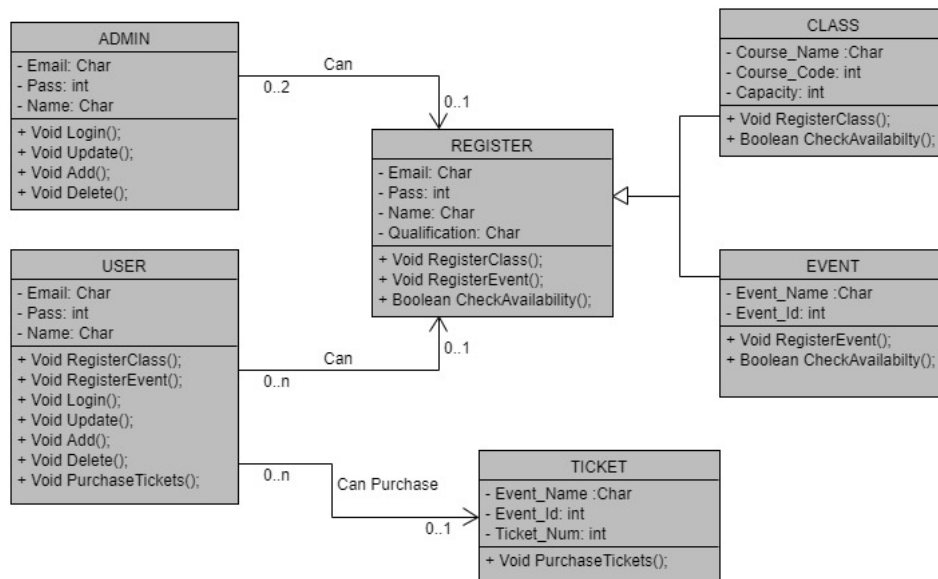 ADMIN
- Email: Char
- Pass: int
- Name: Char
+ Void Login();
+ Void Update();
+ Void Add();
+ Void Delete();
Can
0..2
0..1
REGISTER
- Email: Char
- Pass: int
- Name: Char
- Qualification: Char
+ Void RegisterClass();
+ Void RegisterEvent();
+ Boolean CheckAvailability();
CLASS
- Course_Name :Char
- Course_Code: int
- Capacity: int
+ Void RegisterClass();
+ Boolean CheckAvailabilty();
USER
- Email: Char
- Pass: int
- Name: Char
+ Void RegisterClass();
+ Void RegisterEvent();
+ Void Login();
+ Void Update();
+ Void Add();
+ Void Delete();
+ Void PurchaseTickets();
Can
0..n
0..1
EVENT
- Event_Name :Char
- Event_Id: int
+ Void RegisterEvent();
+ Boolean CheckAvailabilty();
0..n
Can Purchase
0..1
TICKET
- Event_Name :Char
- Event_Id: int
- Ticket_Num: int
+ Void PurchaseTickets();